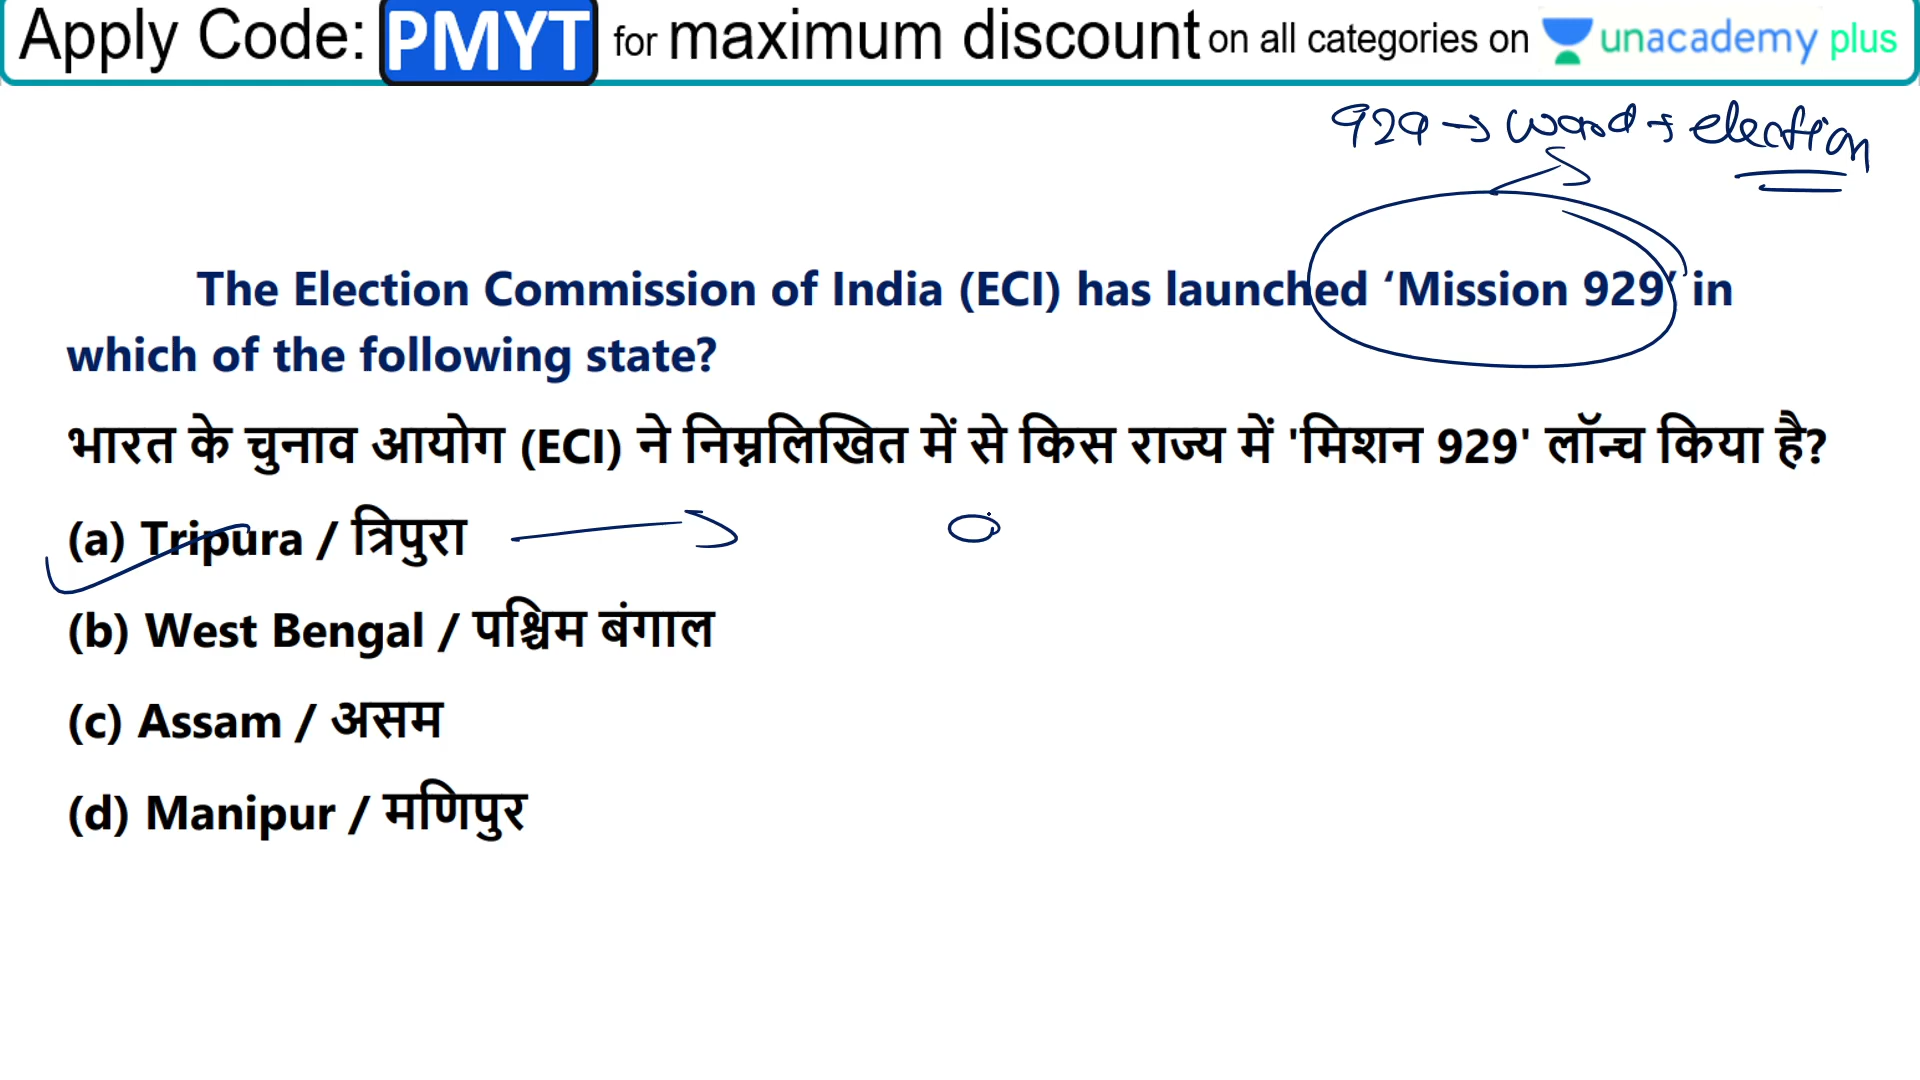 Apply Code: PMYT for maximum discount on all categories on unacademy plus
929 → ward → election
The Election Commission of India (ECI) has launched ‘Mission 929’ in
which of the following state?
भारत के चुनाव आयोग (ECI) ने निम्नलिखित में से किस राज्य में 'मिशन 929' लॉन्च किया है?
(a) Tripura / त्रिपुरा
(b) West Bengal / पश्चिम बंगाल
(c) Assam / असम
(d) Manipur / मणिपुर